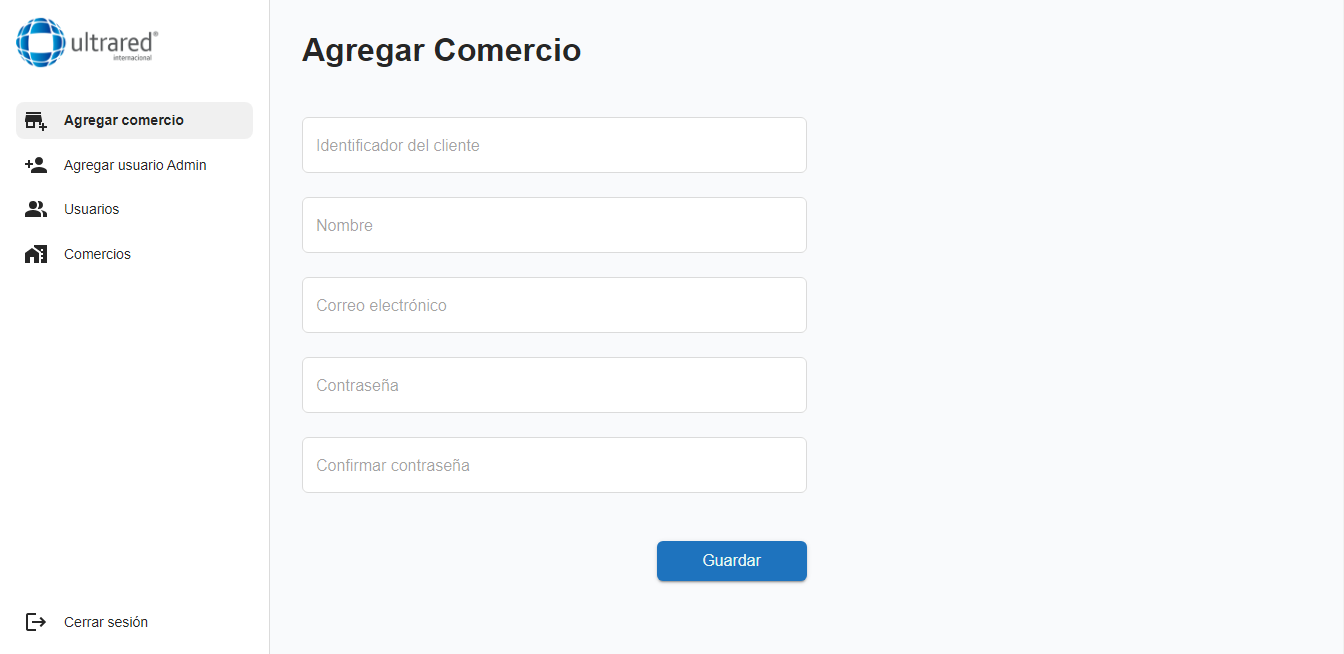 ultrared®
internacional
Agregar comercio
Agregar usuario Admin
Usuarios
Comercios
Cerrar sesión
Agregar Comercio
Identificador del cliente
Nombre
Correo electrónico
Contraseña
Confirmar contraseña
Guardar